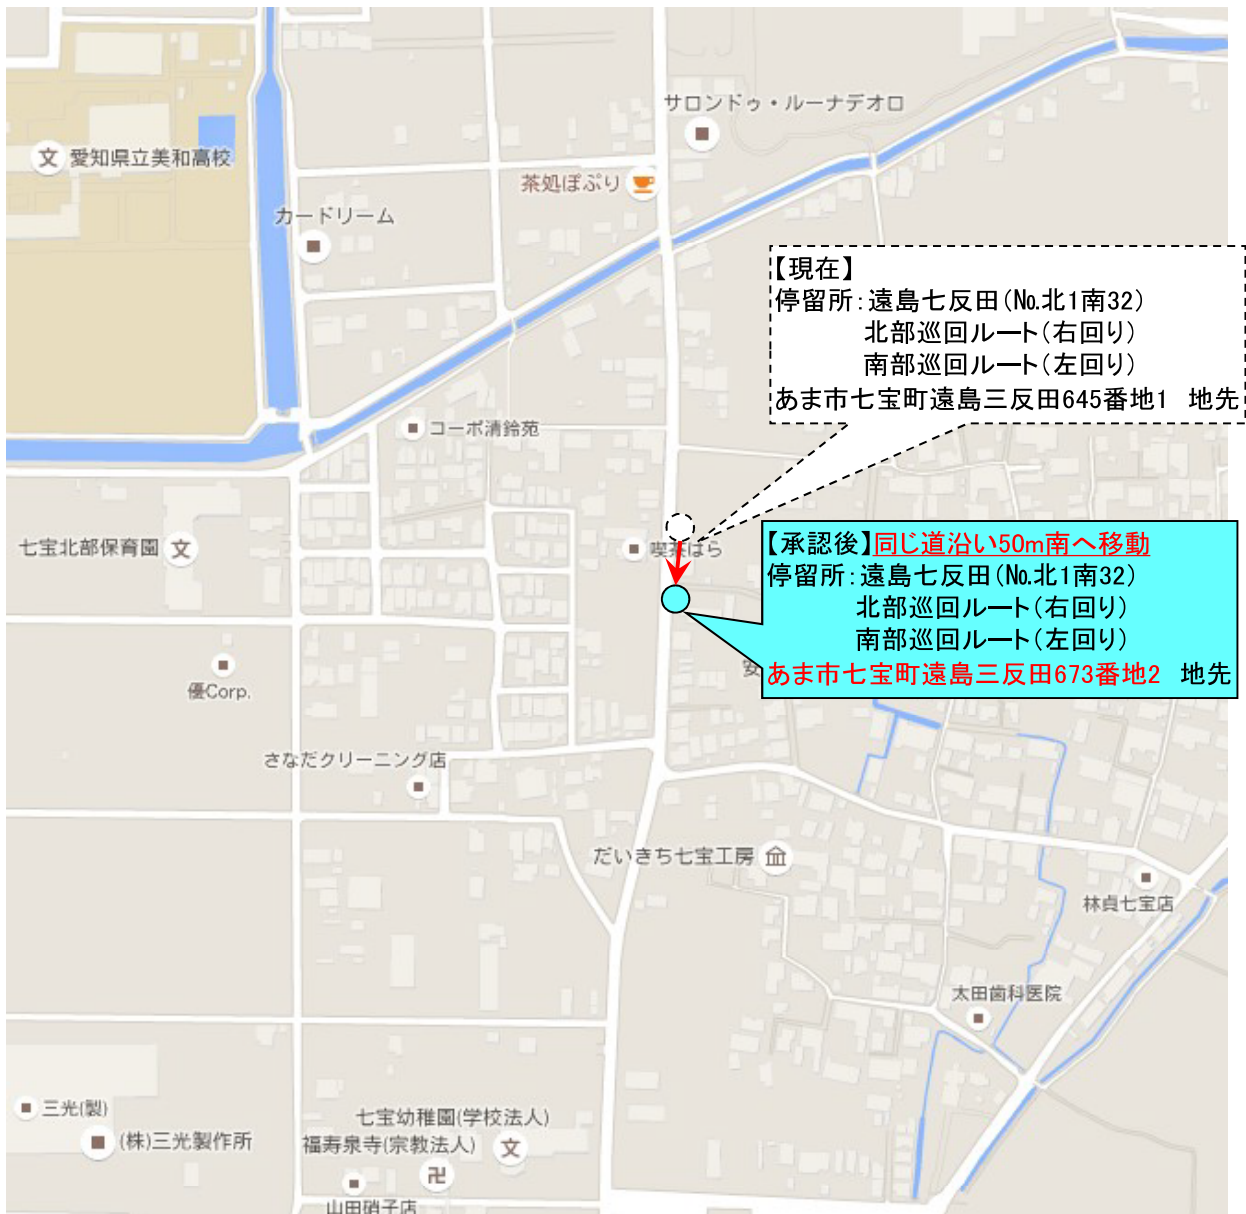 サロンドゥ・ルーナデオロ
愛知県立美和高校
茶処ぽぷり
カードリーム
【現在】
停留所：遠島七反田（No.北1南32）
北部巡回ルート（右回り）
南部巡回ルート（左回り）
あま市七宝町遠島三反田645番地1　地先
コーポ清鈴苑
七宝北部保育園
喫茶はら
【承認後】同じ道沿い50m南へ移動
停留所：遠島七反田（No.北1南32）
北部巡回ルート（右回り）
南部巡回ルート（左回り）
あま市七宝町遠島三反田673番地2　地先
安
優Corp.
さなだクリーニング店
だいきち七宝工房
林貞七宝店
太田歯科医院
三光(製)
(株)三光製作所
七宝幼稚園(学校法人)
福寿泉寺(宗教法人)
山田硝子店